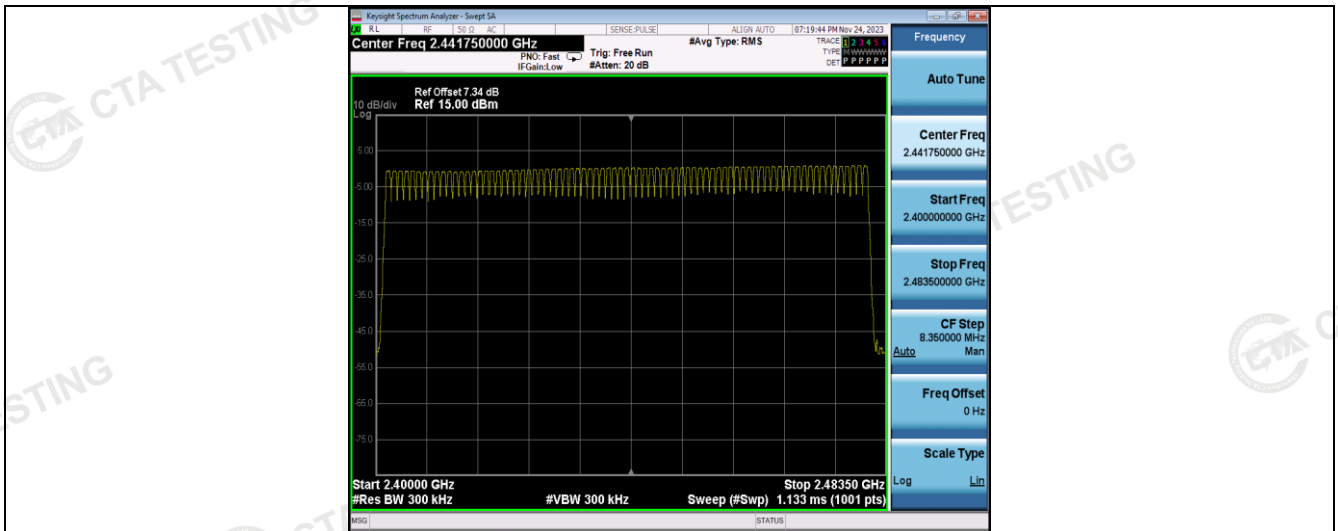 CTA TESTING
Keysight Spectrum Analyzer - Swept SA
RL RF 50 Ω AC SENSE:PULSE ALIGN AUTO 07:19:44 PM Nov 24, 2023
Center Freq 2.441750000 GHz
PNO: Fast
IFGain:Low
Trig: Free Run
#Atten: 20 dB
#Avg Type: RMS
TRACE 1 2 3 4 5 6
TYPE M WWWWW
DET P P P P P P
Ref Offset 7.34 dB
10 dB/div Ref 15.00 dBm
Log
5.00
-5.00
-15.0
-25.0
-35.0
-45.0
-55.0
-65.0
-75.0
Start 2.40000 GHz Stop 2.48350 GHz
#Res BW 300 kHz #VBW 300 kHz Sweep (#Swp) 1.133 ms (1001 pts)
MSG STATUS
Frequency
Auto Tune
Center Freq
2.441750000 GHz
Start Freq
2.400000000 GHz
Stop Freq
2.483500000 GHz
CF Step
8.350000 MHz
Auto Man
Freq Offset
0 Hz
Scale Type
Log Lin
TESTING
STING
CTA